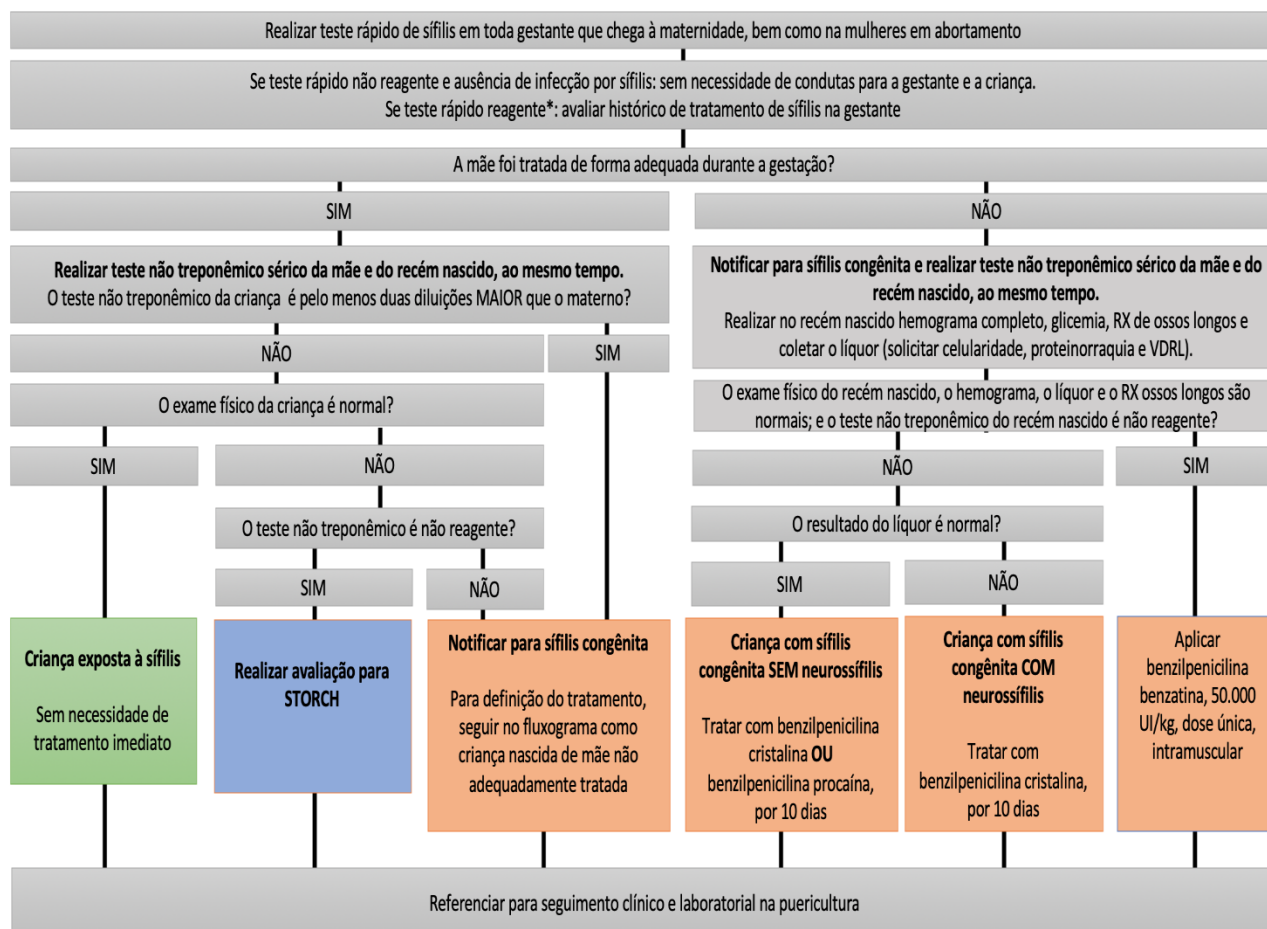 Realizar teste rápido de sífilis em toda gestante que chega à maternidade, bem como na mulheres em abortamento
Se teste rápido não reagente e ausência de infecção por sífilis: sem necessidade de condutas para a gestante e a criança.
Se teste rápido reagente*: avaliar histórico de tratamento de sífilis na gestante
A mãe foi tratada de forma adequada durante a gestação?
SIM
NÃO
Realizar teste não treponêmico sérico da mãe e do recém nascido, ao mesmo tempo.
O teste não treponêmico da criança é pelo menos duas diluições MAIOR que o materno?
NÃO
SIM
O exame físico da criança é normal?
SIM
NÃO
O teste não treponêmico é não reagente?
SIM
NÃO
Notificar para sífilis congênita e realizar teste não treponêmico sérico da mãe e do
recém nascido, ao mesmo tempo.
Realizar no recém nascido hemograma completo, glicemia, RX de ossos longos e
coletar o líquor (solicitar celularidade, proteinorraquia e VDRL).
O exame físico do recém nascido, o hemograma, o líquor e o RX ossos longos são
normais; e o teste não treponêmico do recém nascido é não reagente?
NÃO
SIM
O resultado do líquor é normal?
SIM
NÃO
Criança exposta à sífilis
Sem necessidade de
tratamento imediato
Realizar avaliação para
STORCH
Notificar para sífilis congênita
Para definição do tratamento,
seguir no fluxograma como
criança nascida de mãe não
adequadamente tratada
Criança com sífilis
congênita SEM neurossífilis
Tratar com benzilpenicilina
cristalina OU
benzilpenicilina procaína,
por 10 dias
Criança com sífilis
congênita COM
neurossífilis
Tratar com
benzilpenicilina cristalina,
por 10 dias
Aplicar
benzilpenicilina
benzatina, 50.000
UI/kg, dose única,
intramuscular
Referenciar para seguimento clínico e laboratorial na puericultura